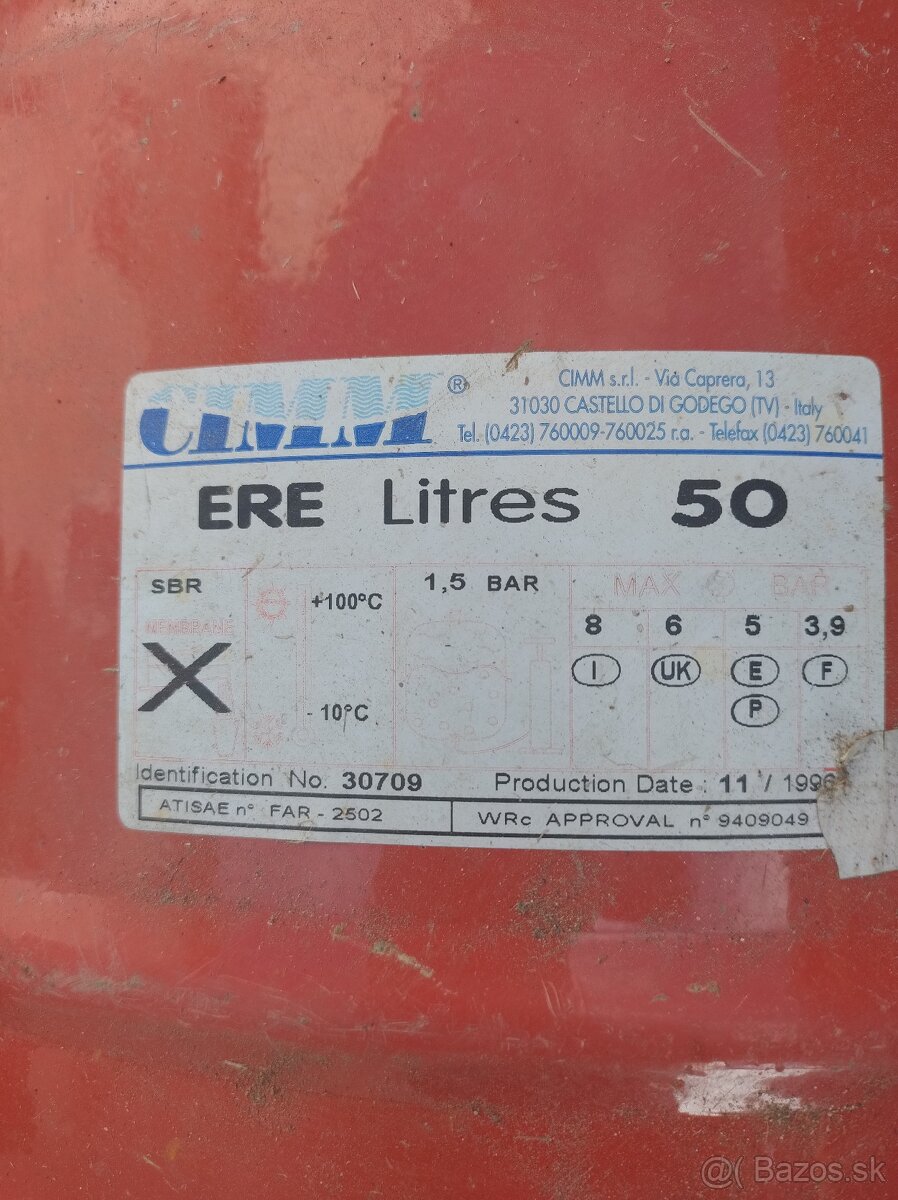 CIMM ®
CIMM s.r.l. - Via Caprera, 13
31030 CASTELLO DI GODEGO (TV) - Italy
Tel. (0423) 760009-760025 r.a. - Telefax (0423) 760041
ERE Litres 50
SBR
MEMBRANE
X
+100°C
- 10°C
1,5 BAR
MAX BAR
8 6 5 3,9
I UK E F
P
Identification No. 30709 Production Date : 11 / 1996
ATISAE n° FAR - 2502 WRc APPROVAL n° 9409049
@( Bazos.sk